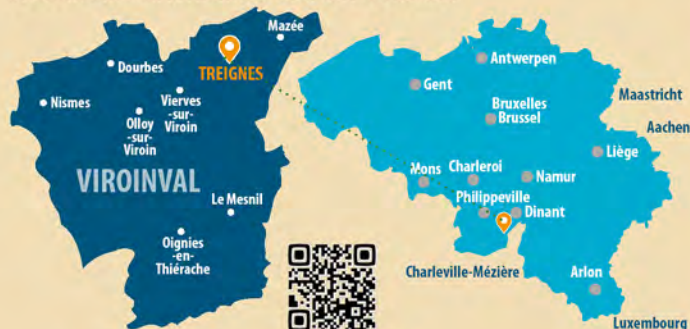 Mazée
TREIGNES
Dourbes
Nismes
Vierves
-sur-
Viroin
Olloy
-sur-
Viroin
VIROINVAL
Le Mesnil
Oignies
-en-
Thiérache
Antwerpen
Gent
Maastricht
Bruxelles
Brussel
Aachen
Liège
Mons
Charleroi
Namur
Philippeville
Dinant
Charleville-Mézière
Arlon
Luxembourg